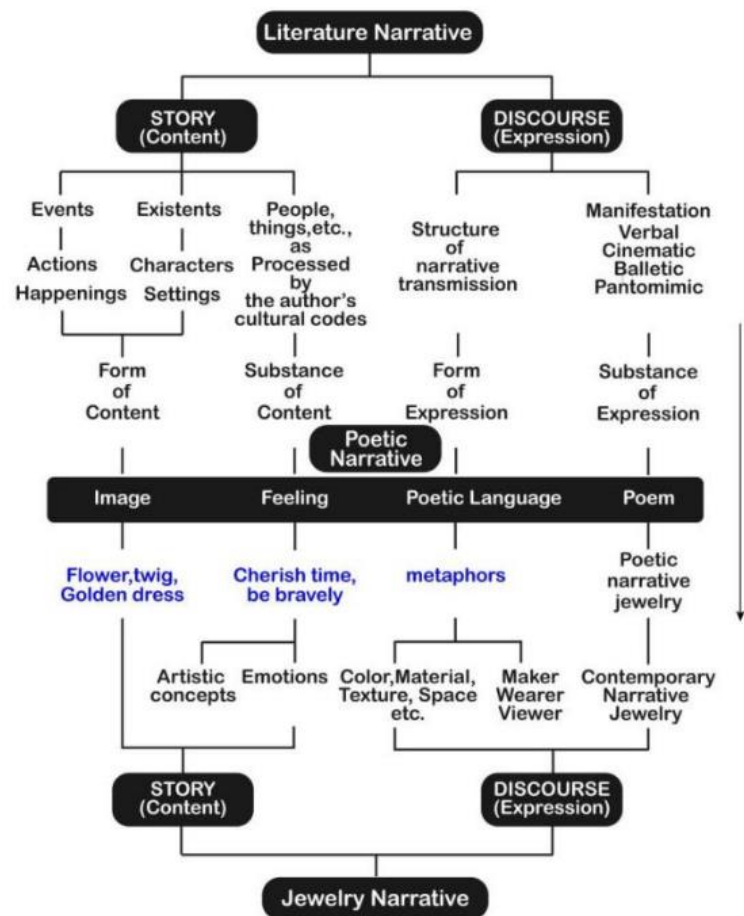 Literature Narrative
STORY
(Content)
DISCOURSE
(Expression)
Events
Existents
People,
things,etc.,
as
Processed
by
the author's
cultural codes
Structure
of
narrative
transmission
Manifestation
Verbal
Cinematic
Balletic
Pantomimic
Actions
Happenings
Characters
Settings
Form
of
Content
Substance
of
Content
Form
of
Expression
Substance
of
Expression
Poetic
Narrative
Image
Feeling
Poetic Language
Poem
Flower,twig,
Golden dress
Cherish time,
be bravely
metaphors
Poetic
narrative
jewelry
Artistic
concepts
Emotions
Color,Material,
Texture, Space
etc.
Maker
Wearer
Viewer
Contemporary
Narrative
Jewelry
STORY
(Content)
DISCOURSE
(Expression)
Jewelry Narrative